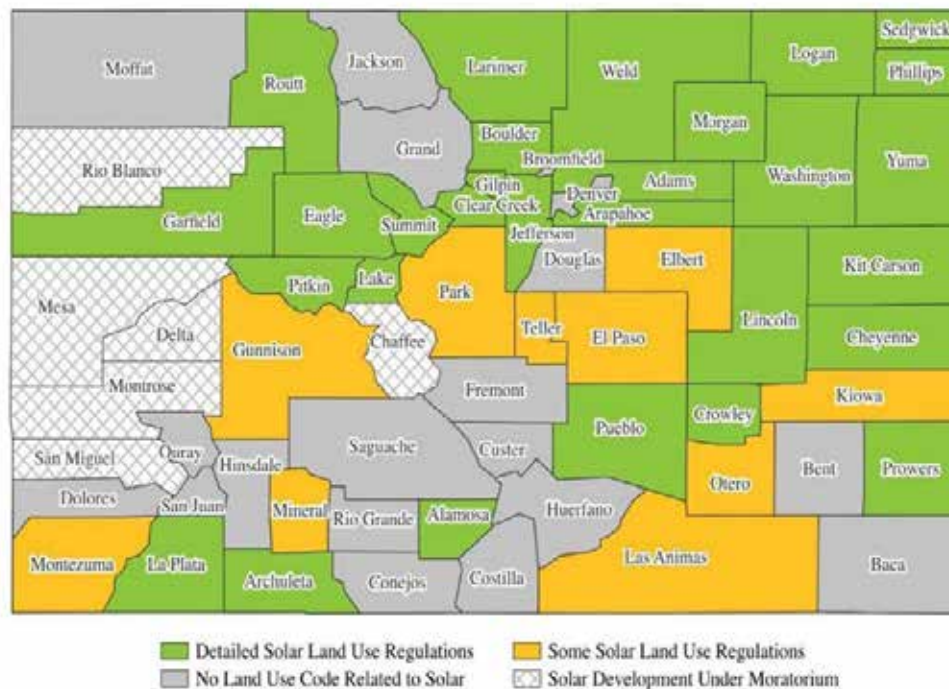 Moffat
Jackson
Larimer
Weld
Logan
Sedgwick
Phillips
Routt
Morgan
Boulder
Grand
Broomfield
Rio Blanco
Washington
Yuma
Gilpin
Denver
Adams
Clear Creek
Arapahoe
Garfield
Eagle
Summit
Jefferson
Douglas
Elbert
Kit Carson
Pitkin
Lake
Park
Mesa
Lincoln
Teller
El Paso
Cheyenne
Delta
Gunnison
Chaffee
Montrose
Fremont
Crowley
Kiowa
Pueblo
Saguache
Custer
Ouray
San Miguel
Hinsdale
Otero
Bent
Prowers
Dolores
San Juan
Mineral
Rio Grande
Alamosa
Huerfano
Montezuma
La Plata
Archuleta
Conejos
Costilla
Las Animas
Baca
Detailed Solar Land Use Regulations
Some Solar Land Use Regulations
No Land Use Code Related to Solar
Solar Development Under Moratorium